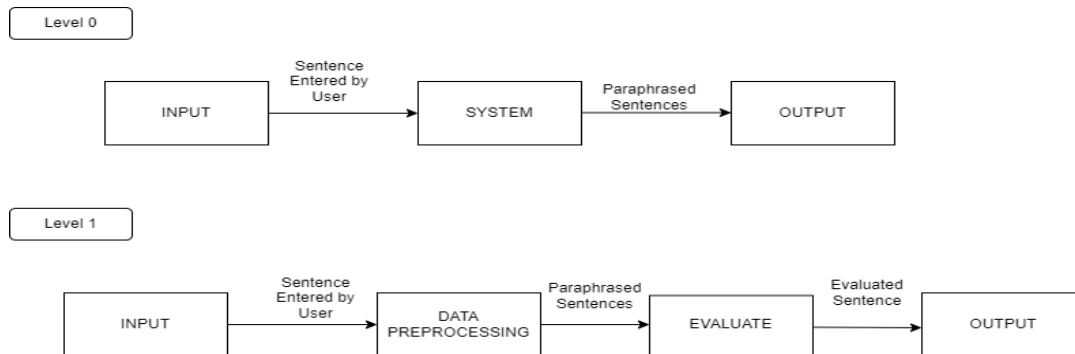 Level 0
Sentence
Entered by
User
Paraphrased
Sentences
INPUT
SYSTEM
OUTPUT
Level 1
Sentence
Entered by
User
Paraphrased
Sentences
Evaluated
Sentence
INPUT
DATA
PREPROCESSING
EVALUATE
OUTPUT